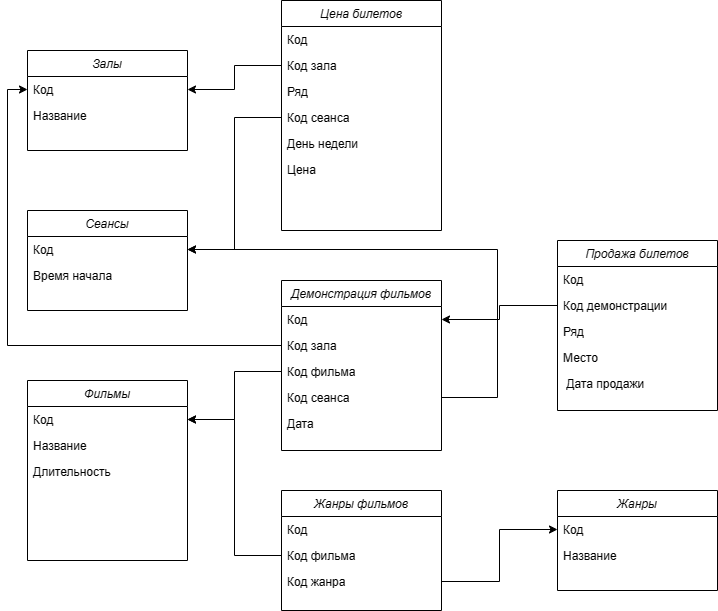 Цена билетов
Код
Код зала
Ряд
Код сеанса
День недели
Цена
Залы
Код
Название
Сеансы
Код
Время начала
Продажа билетов
Код
Код демонстрации
Ряд
Место
Дата продажи
Демонстрация фильмов
Код
Код зала
Код фильма
Код сеанса
Дата
Фильмы
Код
Название
Длительность
Жанры фильмов
Код
Код фильма
Код жанра
Жанры
Код
Название